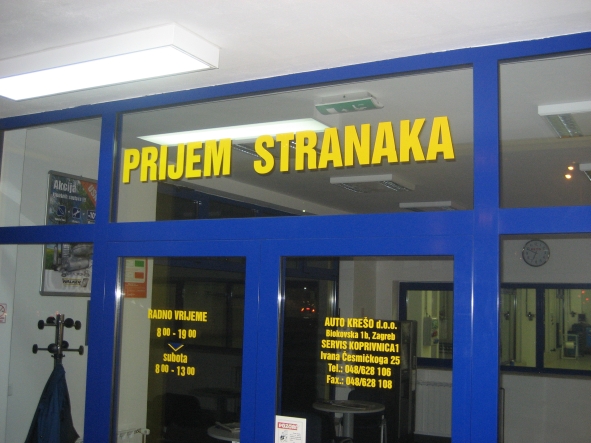 PRIJEM STRANAKA
Akcija
RADNO VRIJEME
8 00 - 19 00
subota
8 00 - 13 00
AUTO KREŠO d.o.o.
Biokovska 1b, Zagreb
SERVIS KOPRIVNICA1
Ivana Česmičkoga 25
Tel.: 048/628 106
Fax.: 048/628 108